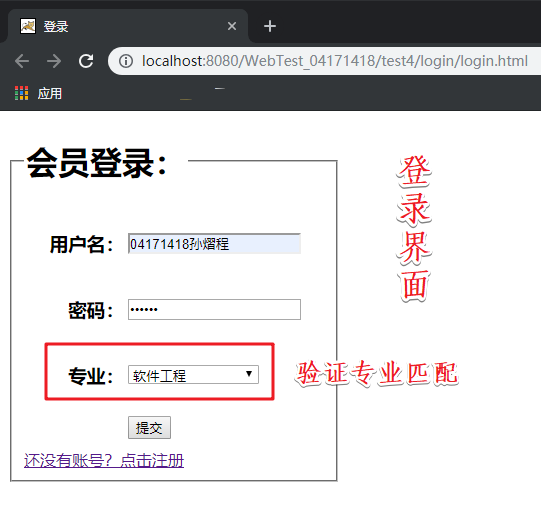 登录
localhost:8080/WebTest_04171418/test4/login/login.html
应用
会员登录：
用户名： 04171418孙熠程
密码： ••••••
专业： 软件工程
提交
还没有账号？点击注册
登录界面
验证专业匹配